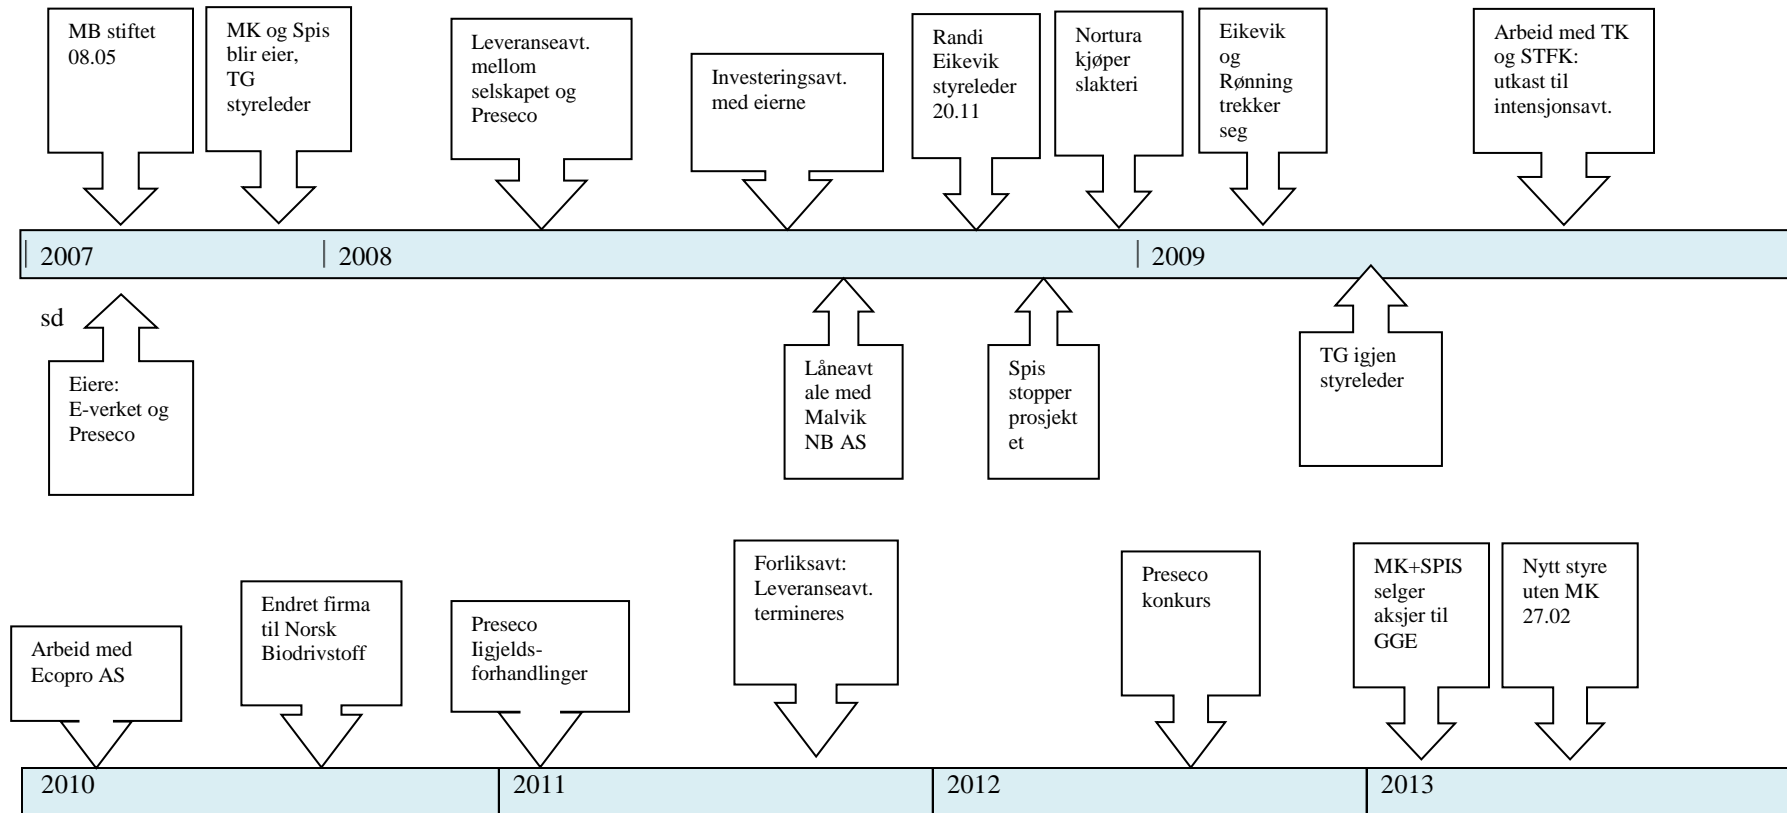 MB stiftet
08.05
MK og Spis
blir eier,
TG
styreleder
Leveranseavt.
mellom
selskapet og
Preseco
Investeringsavt.
med eierne
Randi
Eikevik
styreleder
20.11
Nortura
kjøper
slakteri
Eikevik
og
Rønning
trekker
seg
Arbeid med TK
og STFK:
utkast til
intensjonsavt.
2007
2008
2009
sd
Eiere:
E-verket og
Preseco
Låneavt
ale med
Malvik
NB AS
Spis
stopper
prosjekt
et
TG igjen
styreleder
Arbeid med
Ecopro AS
Endret firma
til Norsk
Biodrivstoff
Preseco
Iigjelds-
forhandlinger
Forliksavt:
Leveranseavt.
termineres
Preseco
konkurs
MK+SPIS
selger
aksjer til
GGE
Nytt styre
uten MK
27.02
2010
2011
2012
2013